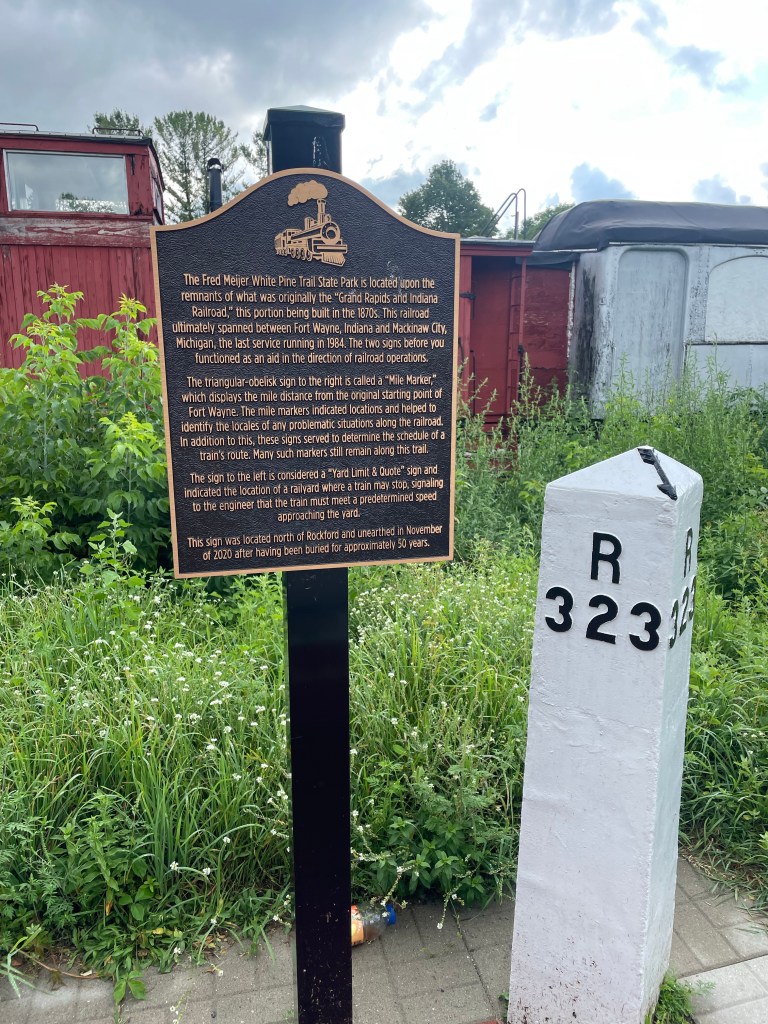 The Fred Meijer White Pine Trail State Park is located upon the
remnants of what was originally the "Grand Rapids and Indiana
Railroad," this portion being built in the 1870s. This railroad
ultimately spanned between Fort Wayne, Indiana and Mackinaw City,
Michigan, the last service running in 1984. The two signs before you
functioned as an aid in the direction of railroad operations.
The triangular-obelisk sign to the right is called a "Mile Marker,"
which displays the mile distance from the original starting point of
Fort Wayne. The mile markers indicated locations and helped to
identify the locales of any problematic situations along the railroad.
In addition to this, these signs served to determine the schedule of a
train's route. Many such markers still remain along this trail.
The sign to the left is considered a "Yard Limit & Quote" sign and
indicated the location of a railyard where a train may stop, signaling
to the engineer that the train must meet a predetermined speed
approaching the yard.
This sign was located north of Rockford and unearthed in November
of 2020 after having been buried for approximately 50 years.
R
323
R
323